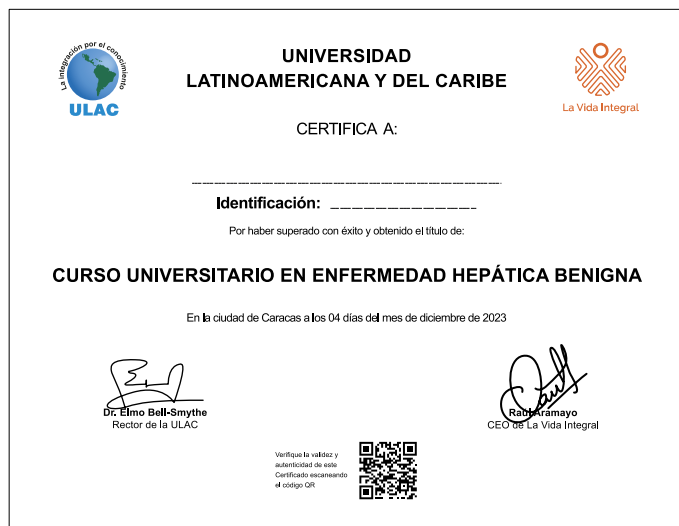 La integración por el conocimiento
ULAC
UNIVERSIDAD
LATINOAMERICANA Y DEL CARIBE
La Vida Integral
CERTIFICA A:
Identificación:
Por haber superado con éxito y obtenido el título de:
CURSO UNIVERSITARIO EN ENFERMEDAD HEPÁTICA BENIGNA
En la ciudad de Caracas a los 04 días del mes de diciembre de 2023
Dr. Elmo Bell-Smythe
Rector de la ULAC
Raúl Aramayo
CEO de La Vida Integral
Verifique la validez y
autenticidad de este
Certificado escaneando
el código QR